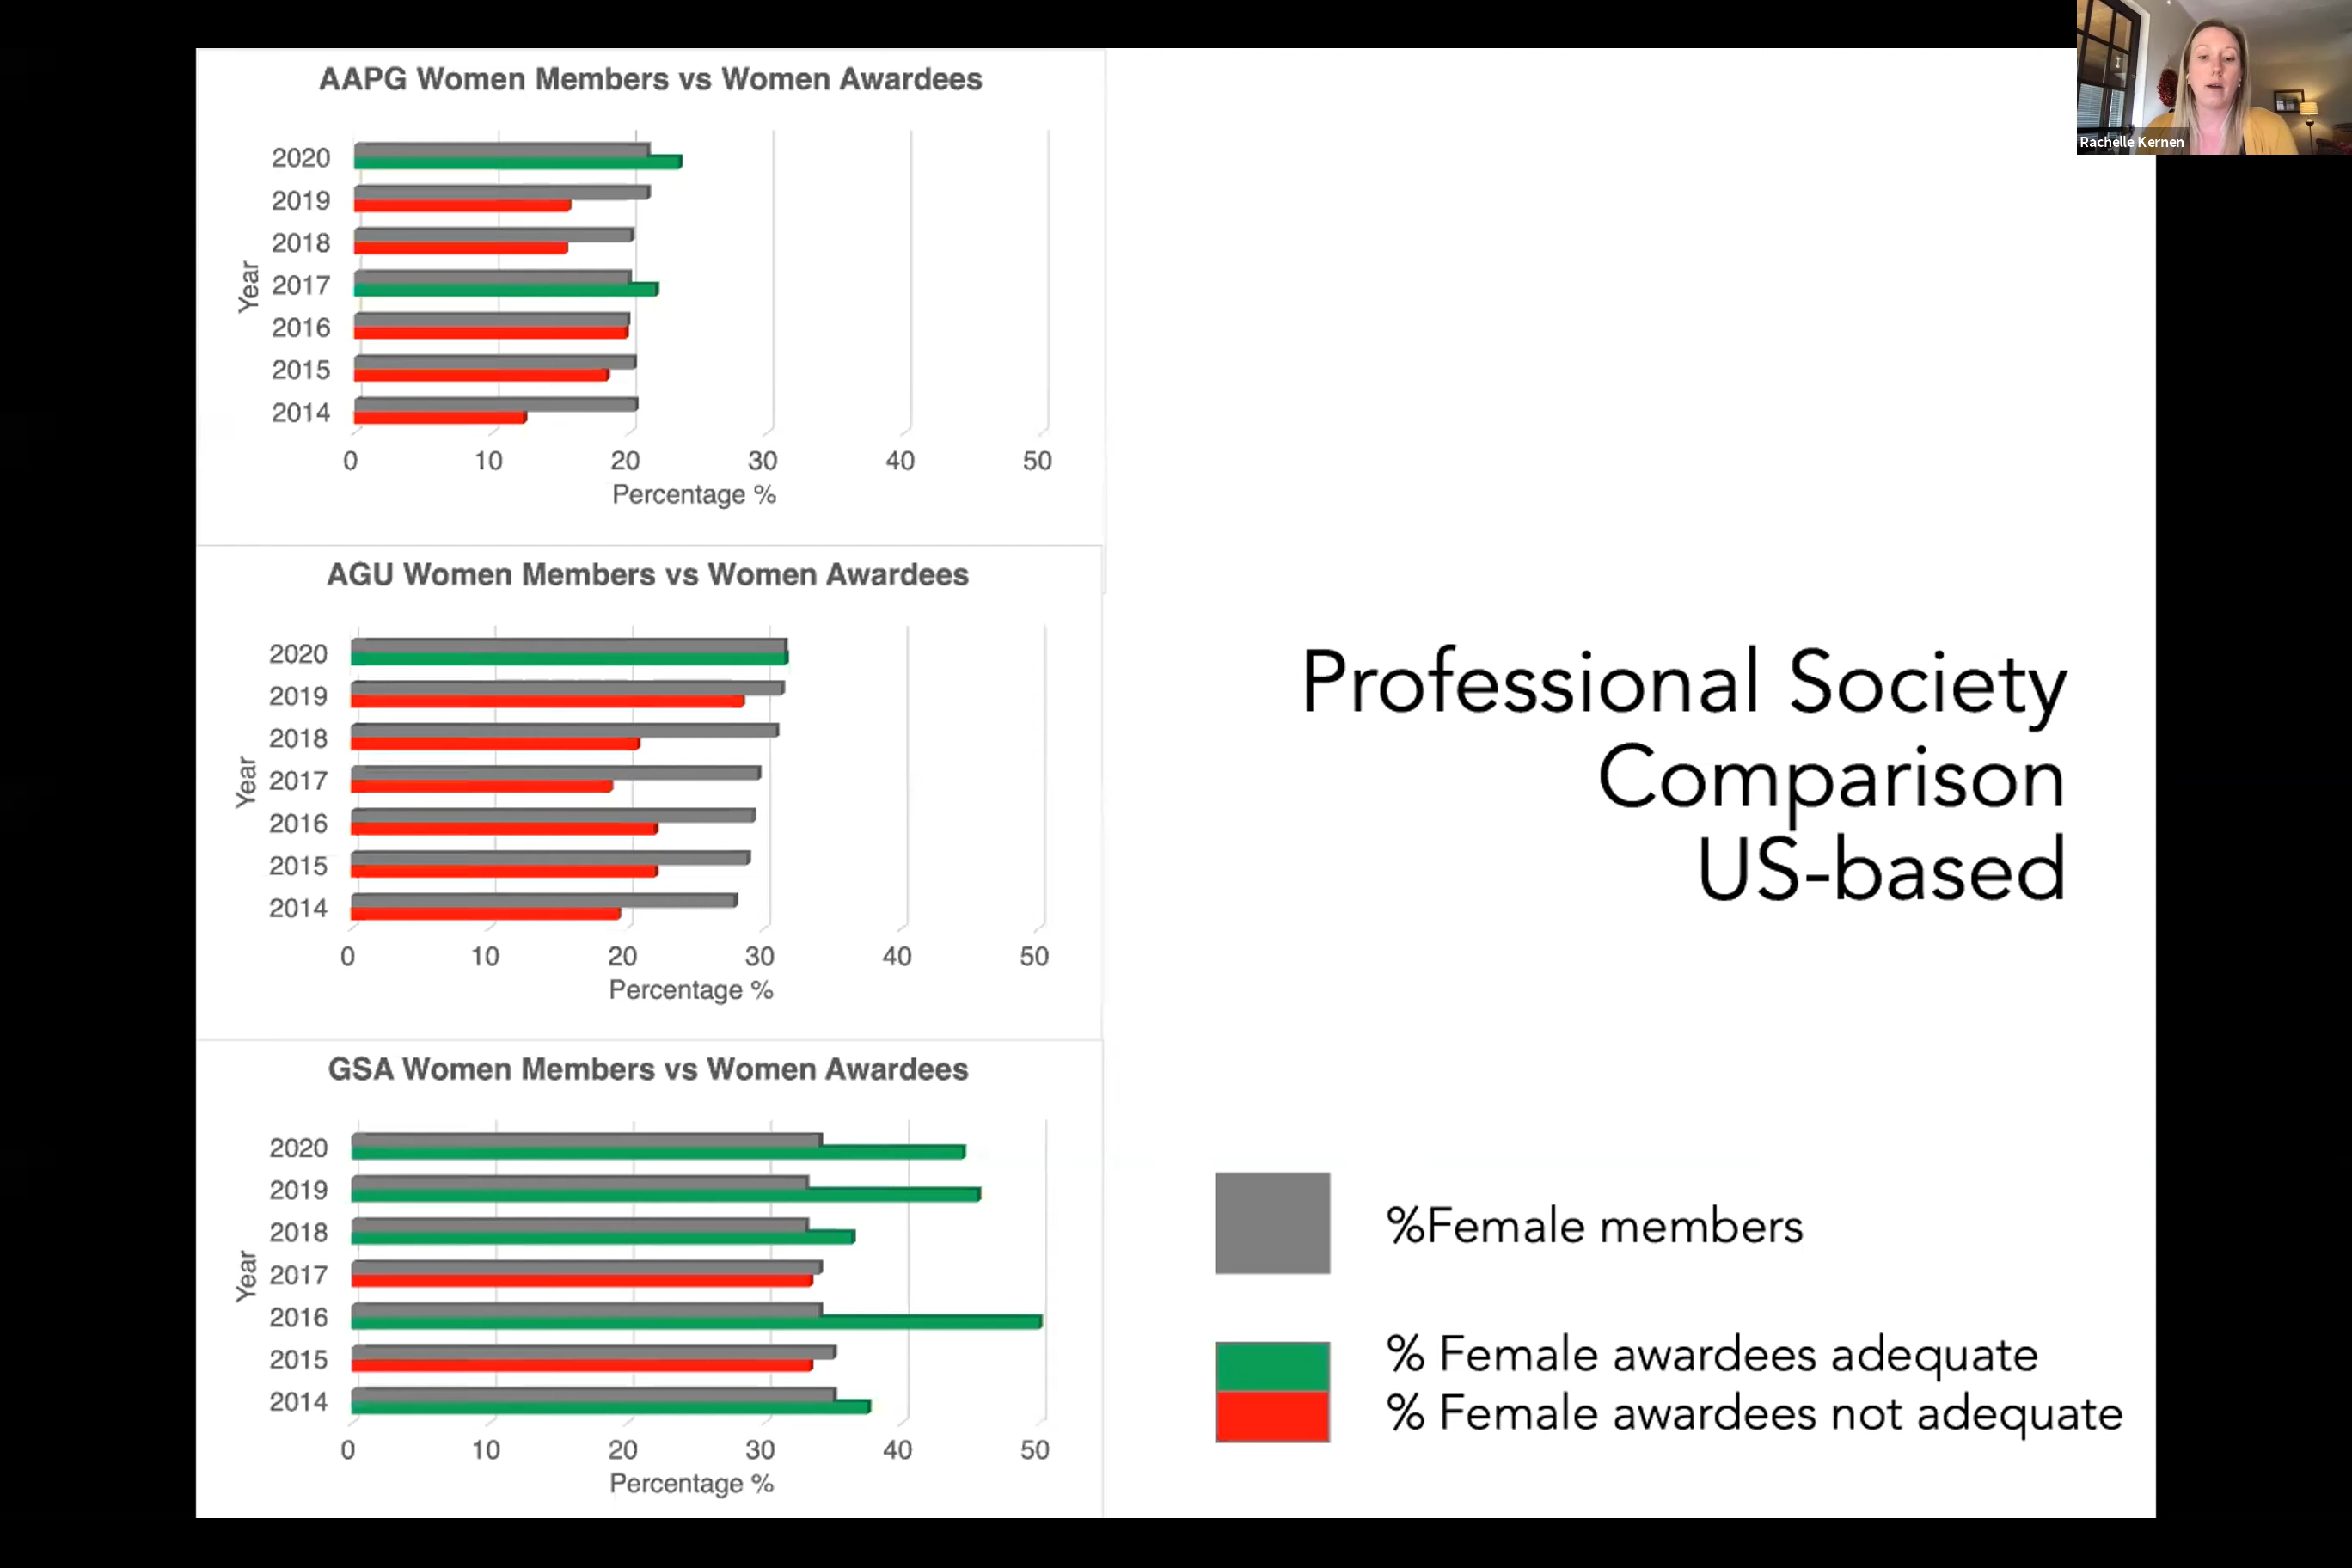 AAPG Women Members vs Women Awardees
2020
2019
2018
2017
2016
2015
2014
Year
0 10 20 30 40 50
Percentage %
AGU Women Members vs Women Awardees
2020
2019
2018
2017
2016
2015
2014
Year
0 10 20 30 40 50
Percentage %
GSA Women Members vs Women Awardees
2020
2019
2018
2017
2016
2015
2014
Year
0 10 20 30 40 50
Percentage %
Rachelle Kernen
Professional Society
Comparison
US-based
%Female members
% Female awardees adequate
% Female awardees not adequate